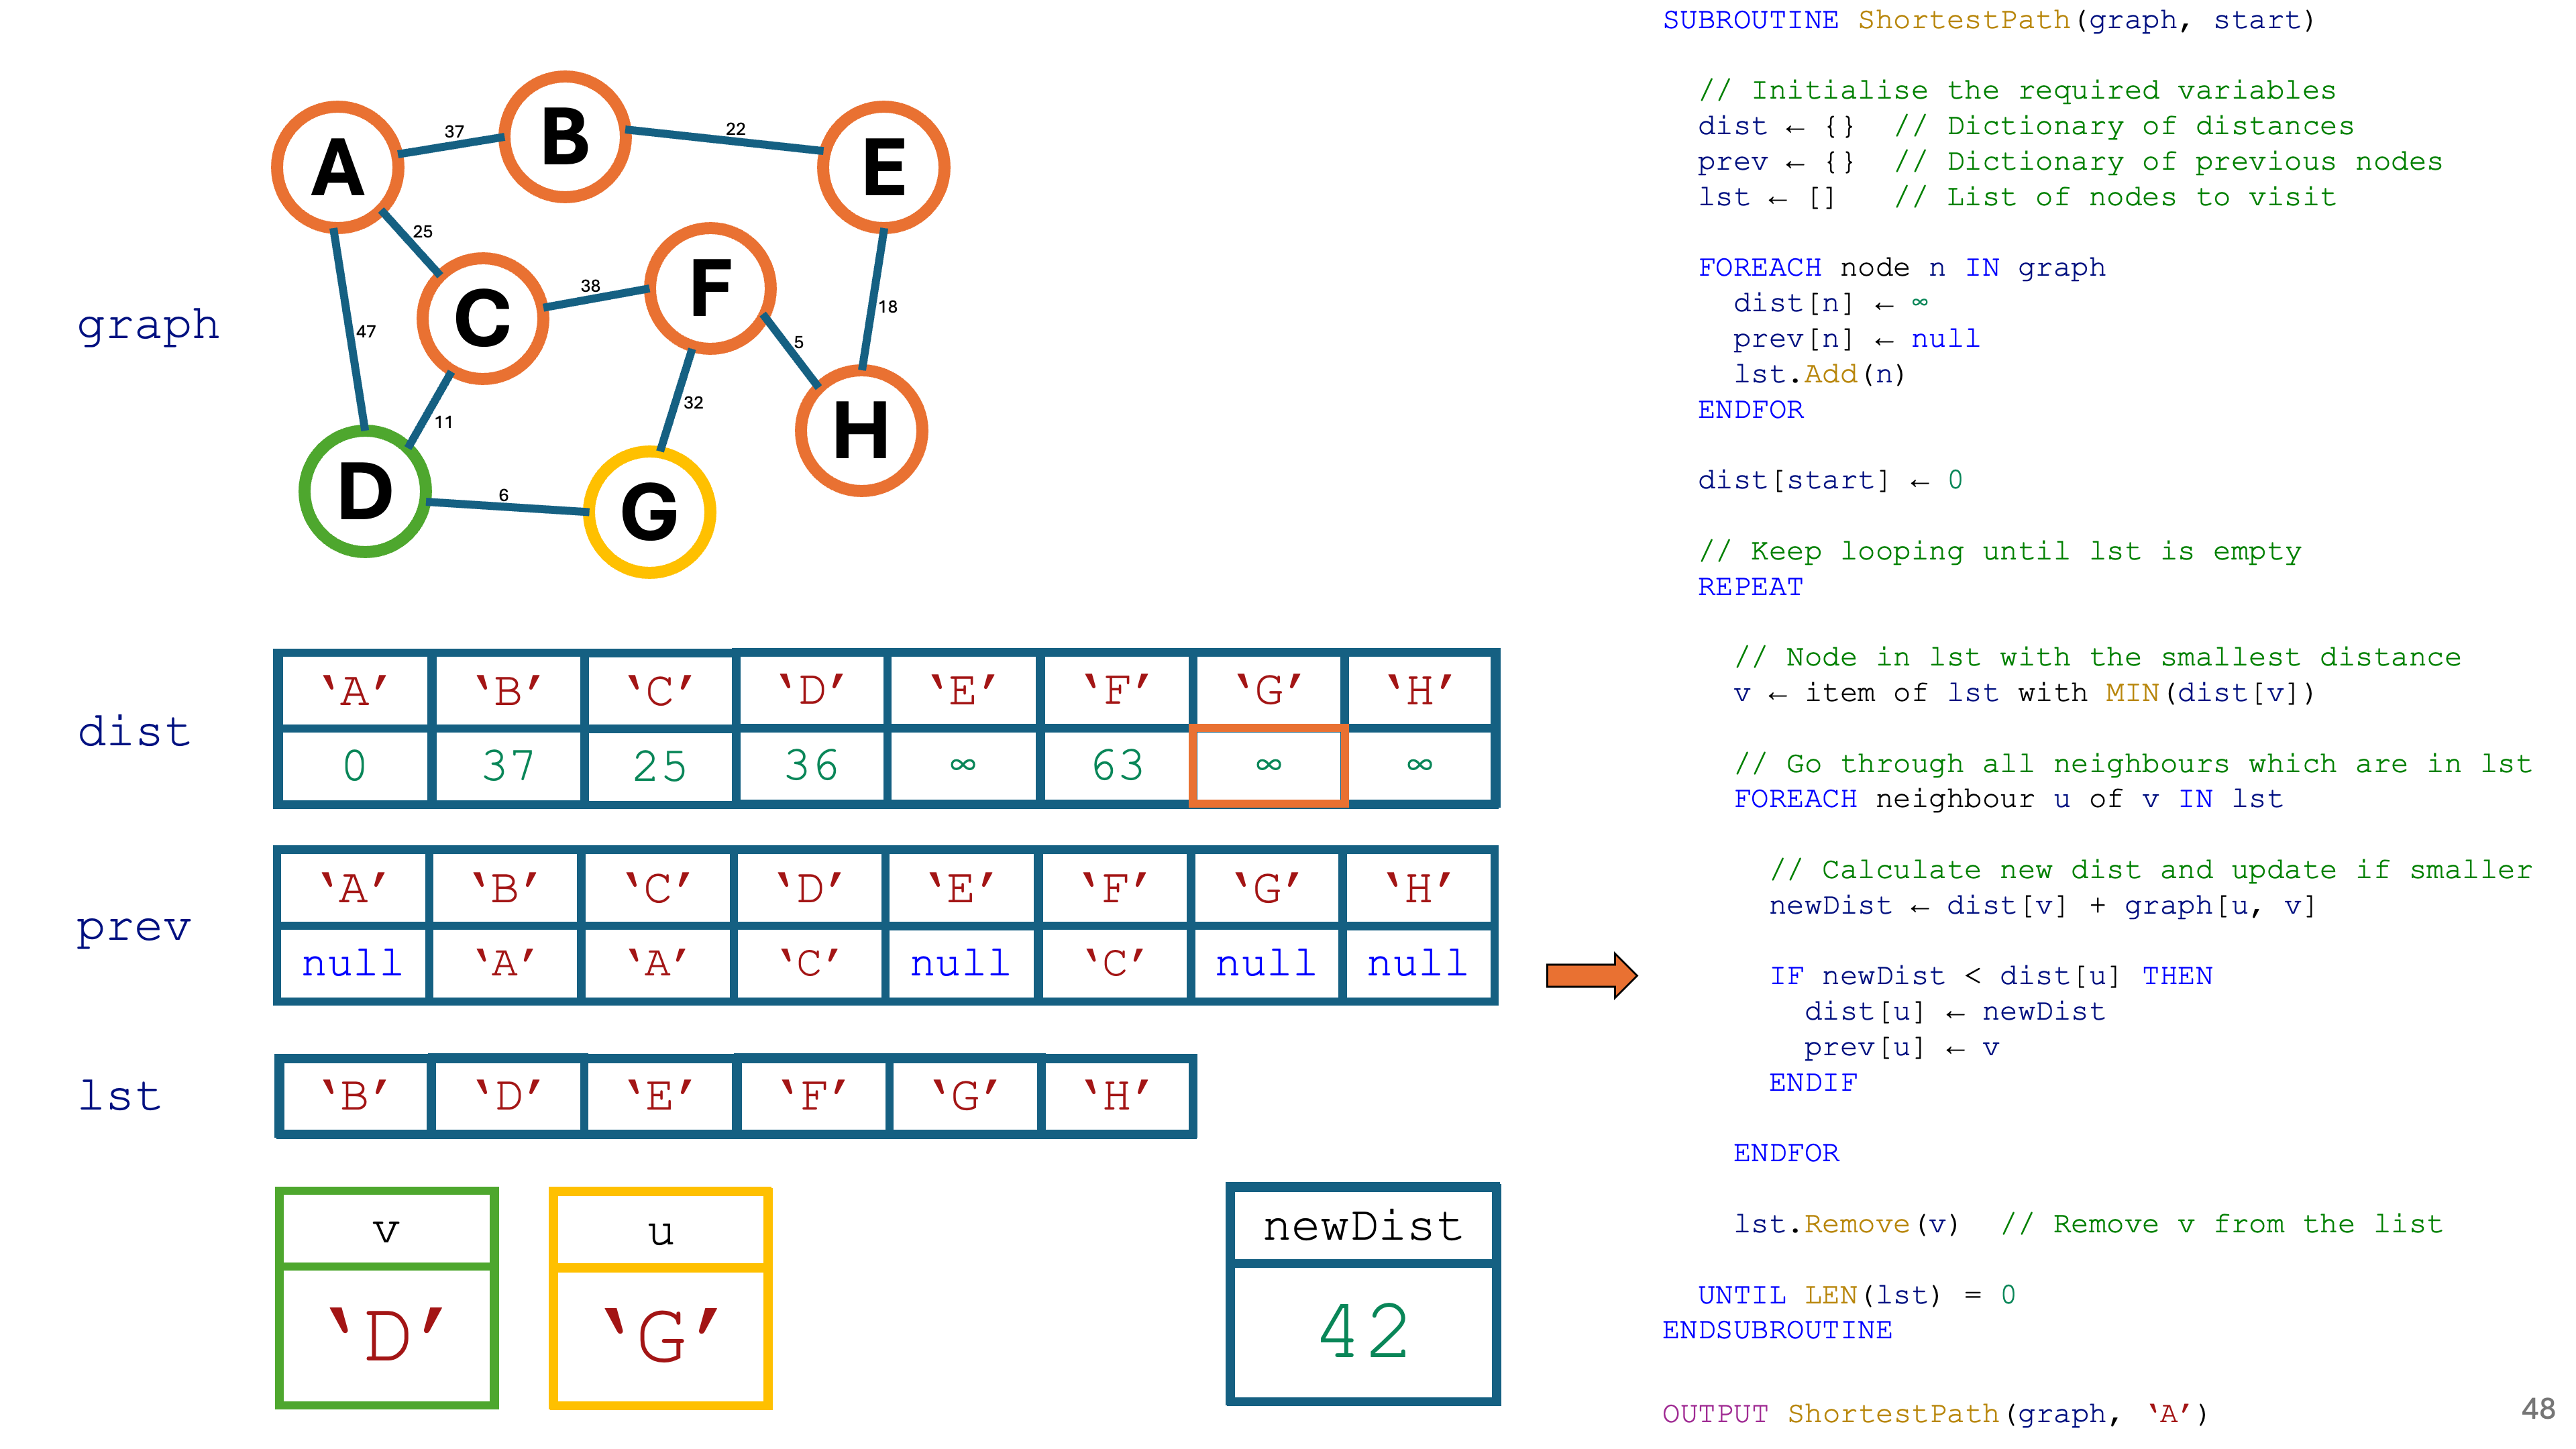 SUBROUTINE ShortestPath(graph, start)
// Initialise the required variables
dist ← {}  // Dictionary of distances
prev ← {}  // Dictionary of previous nodes
lst ← []   // List of nodes to visit
FOREACH node n IN graph
dist[n] ← ∞
prev[n] ← null
lst.Add(n)
ENDFOR
dist[start] ← 0
// Keep looping until lst is empty
REPEAT
// Node in lst with the smallest distance
v ← item of lst with MIN(dist[v])
// Go through all neighbours which are in lst
FOREACH neighbour u of v IN lst
// Calculate new dist and update if smaller
newDist ← dist[v] + graph[u, v]
IF newDist < dist[u] THEN
dist[u] ← newDist
prev[u] ← v
ENDIF
ENDFOR
lst.Remove(v)  // Remove v from the list
UNTIL LEN(lst) = 0
ENDSUBROUTINE
OUTPUT ShortestPath(graph, ‘A’)
48
graph
A
B
E
C
F
D
G
H
37
22
25
38
47
5
18
11
32
6
dist
‘A’ ‘B’ ‘C’ ‘D’ ‘E’ ‘F’ ‘G’ ‘H’
0 37 25 36 ∞ 63 ∞ ∞
prev
‘A’ ‘B’ ‘C’ ‘D’ ‘E’ ‘F’ ‘G’ ‘H’
null ‘A’ ‘A’ ‘C’ null ‘C’ null null
lst
‘B’ ‘D’ ‘E’ ‘F’ ‘G’ ‘H’
v
‘D’
u
‘G’
newDist
42